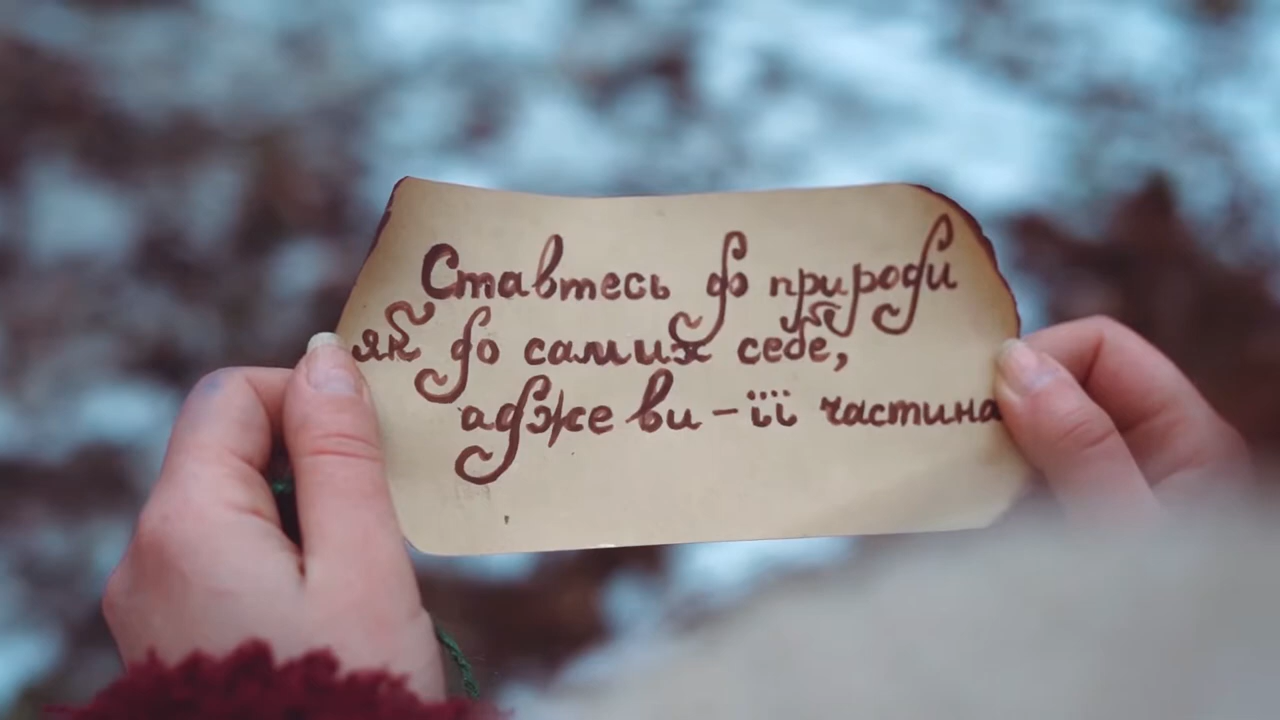 Ставтесь до природи
як до самих себе,
адже ви - її частина